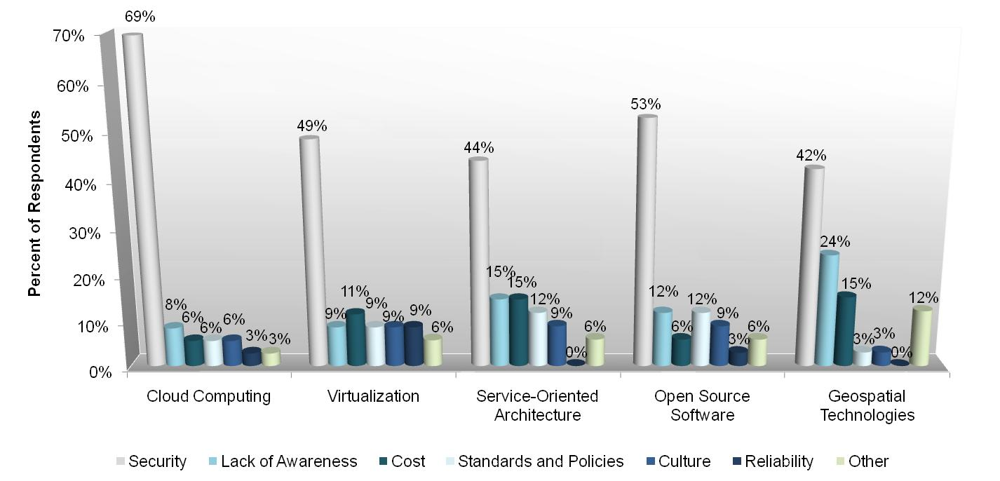 69%
70%
60%
Percent of Respondents
53%
50%
49%
44%
42%
40%
30%
24%
20%
15%
15%
15%
12%
12%
12%
12%
11%
10%
8%
6%
6%
6%
3%
3%
9%
9%
9%
9%
6%
9%
0%
6%
6%
9%
3%
6%
3%
3%
0%
0%
Cloud Computing
Virtualization
Service-Oriented
Architecture
Open Source
Software
Geospatial
Technologies
Security
Lack of Awareness
Cost
Standards and Policies
Culture
Reliability
Other